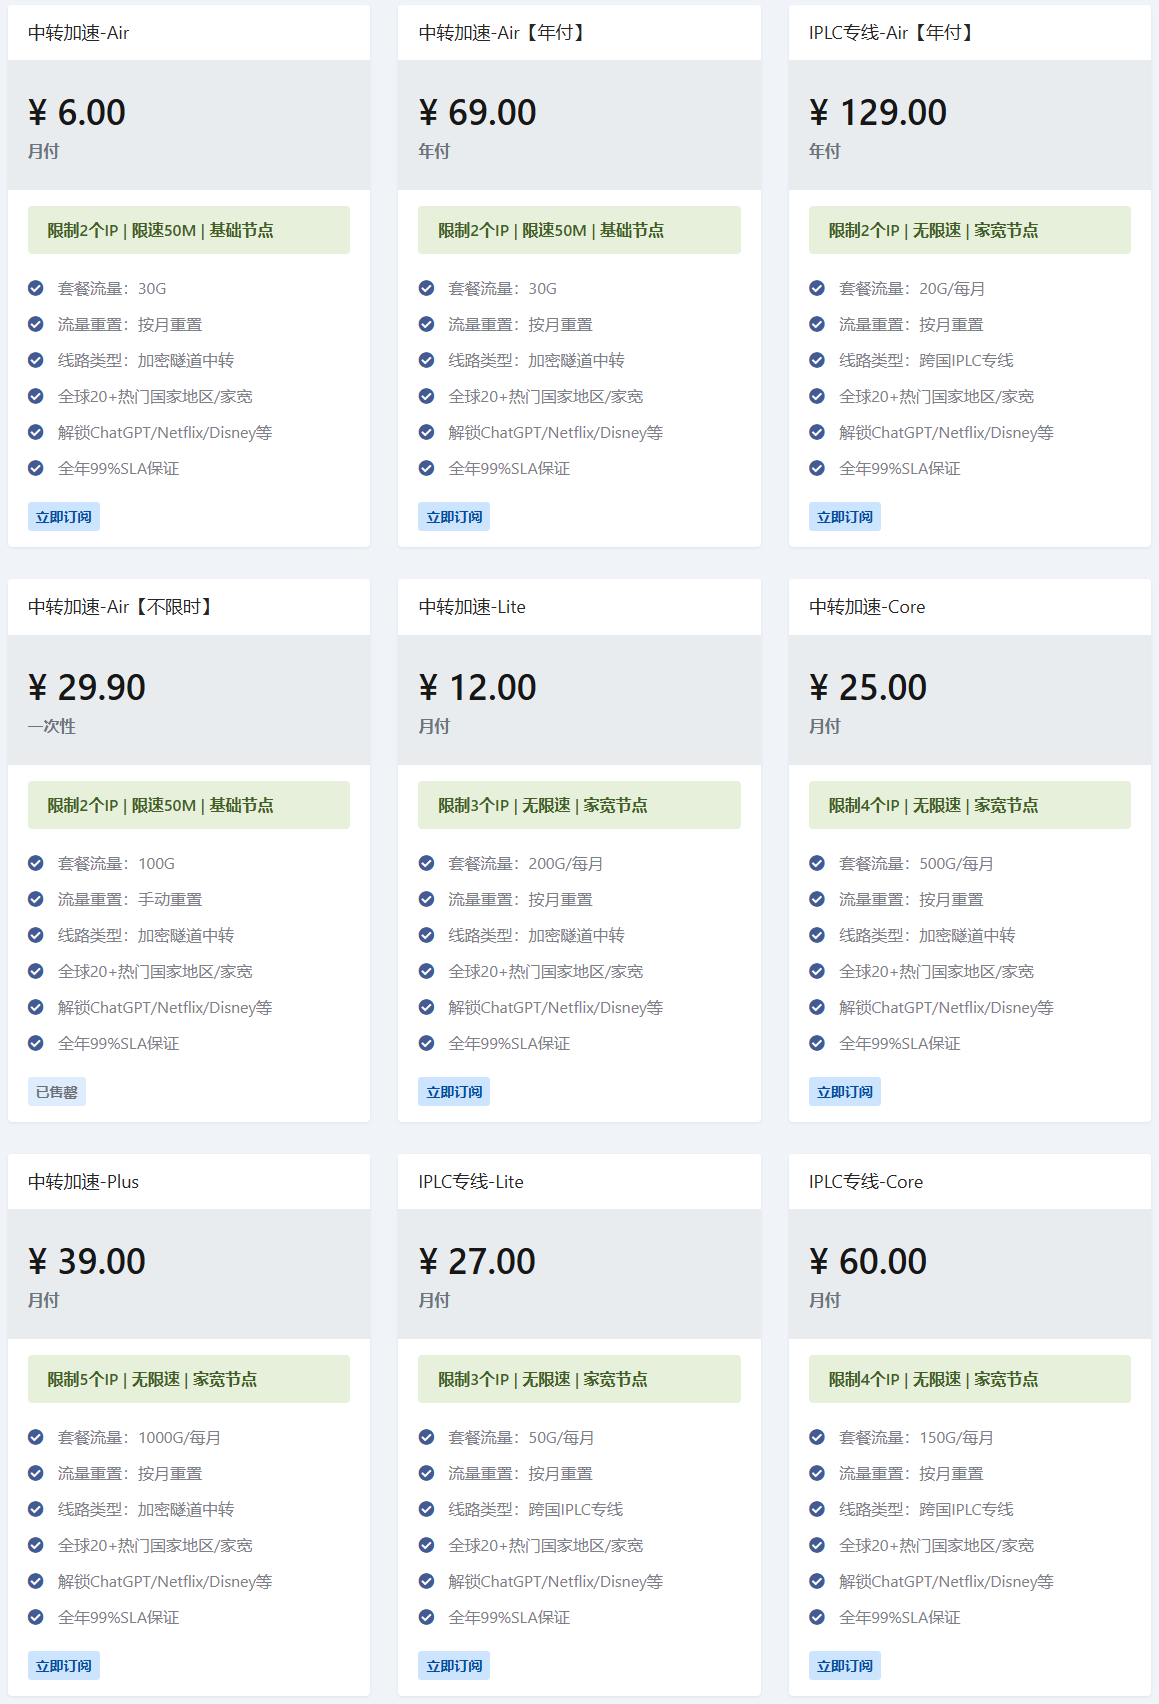 中转加速-Air
¥ 6.00
月付
限制2个IP | 限速50M | 基础节点
套餐流量：30G
流量重置：按月重置
线路类型：加密隧道中转
全球20+热门国家地区/家宽
解锁ChatGPT/Netflix/Disney等
全年99%SLA保证
立即订阅
中转加速-Air【年付】
¥ 69.00
年付
限制2个IP | 限速50M | 基础节点
套餐流量：30G
流量重置：按月重置
线路类型：加密隧道中转
全球20+热门国家地区/家宽
解锁ChatGPT/Netflix/Disney等
全年99%SLA保证
立即订阅
IPLC专线-Air【年付】
¥ 129.00
年付
限制2个IP | 无限速 | 家宽节点
套餐流量：20G/每月
流量重置：按月重置
线路类型：跨国IPLC专线
全球20+热门国家地区/家宽
解锁ChatGPT/Netflix/Disney等
全年99%SLA保证
立即订阅
中转加速-Air【不限时】
¥ 29.90
一次性
限制2个IP | 限速50M | 基础节点
套餐流量：100G
流量重置：手动重置
线路类型：加密隧道中转
全球20+热门国家地区/家宽
解锁ChatGPT/Netflix/Disney等
全年99%SLA保证
已售罄
中转加速-Lite
¥ 12.00
月付
限制3个IP | 无限速 | 家宽节点
套餐流量：200G/每月
流量重置：按月重置
线路类型：加密隧道中转
全球20+热门国家地区/家宽
解锁ChatGPT/Netflix/Disney等
全年99%SLA保证
立即订阅
中转加速-Core
¥ 25.00
月付
限制4个IP | 无限速 | 家宽节点
套餐流量：500G/每月
流量重置：按月重置
线路类型：加密隧道中转
全球20+热门国家地区/家宽
解锁ChatGPT/Netflix/Disney等
全年99%SLA保证
立即订阅
中转加速-Plus
¥ 39.00
月付
限制5个IP | 无限速 | 家宽节点
套餐流量：1000G/每月
流量重置：按月重置
线路类型：加密隧道中转
全球20+热门国家地区/家宽
解锁ChatGPT/Netflix/Disney等
全年99%SLA保证
立即订阅
IPLC专线-Lite
¥ 27.00
月付
限制3个IP | 无限速 | 家宽节点
套餐流量：50G/每月
流量重置：按月重置
线路类型：跨国IPLC专线
全球20+热门国家地区/家宽
解锁ChatGPT/Netflix/Disney等
全年99%SLA保证
立即订阅
IPLC专线-Core
¥ 60.00
月付
限制4个IP | 无限速 | 家宽节点
套餐流量：150G/每月
流量重置：按月重置
线路类型：跨国IPLC专线
全球20+热门国家地区/家宽
解锁ChatGPT/Netflix/Disney等
全年99%SLA保证
立即订阅